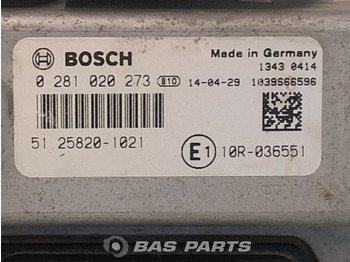 BOSCH
Made in Germany
1343 0414
0 281 020 273 810 14-04-29 1039S66596
51.25820-1021
E1 10R-036551
BAS PARTS